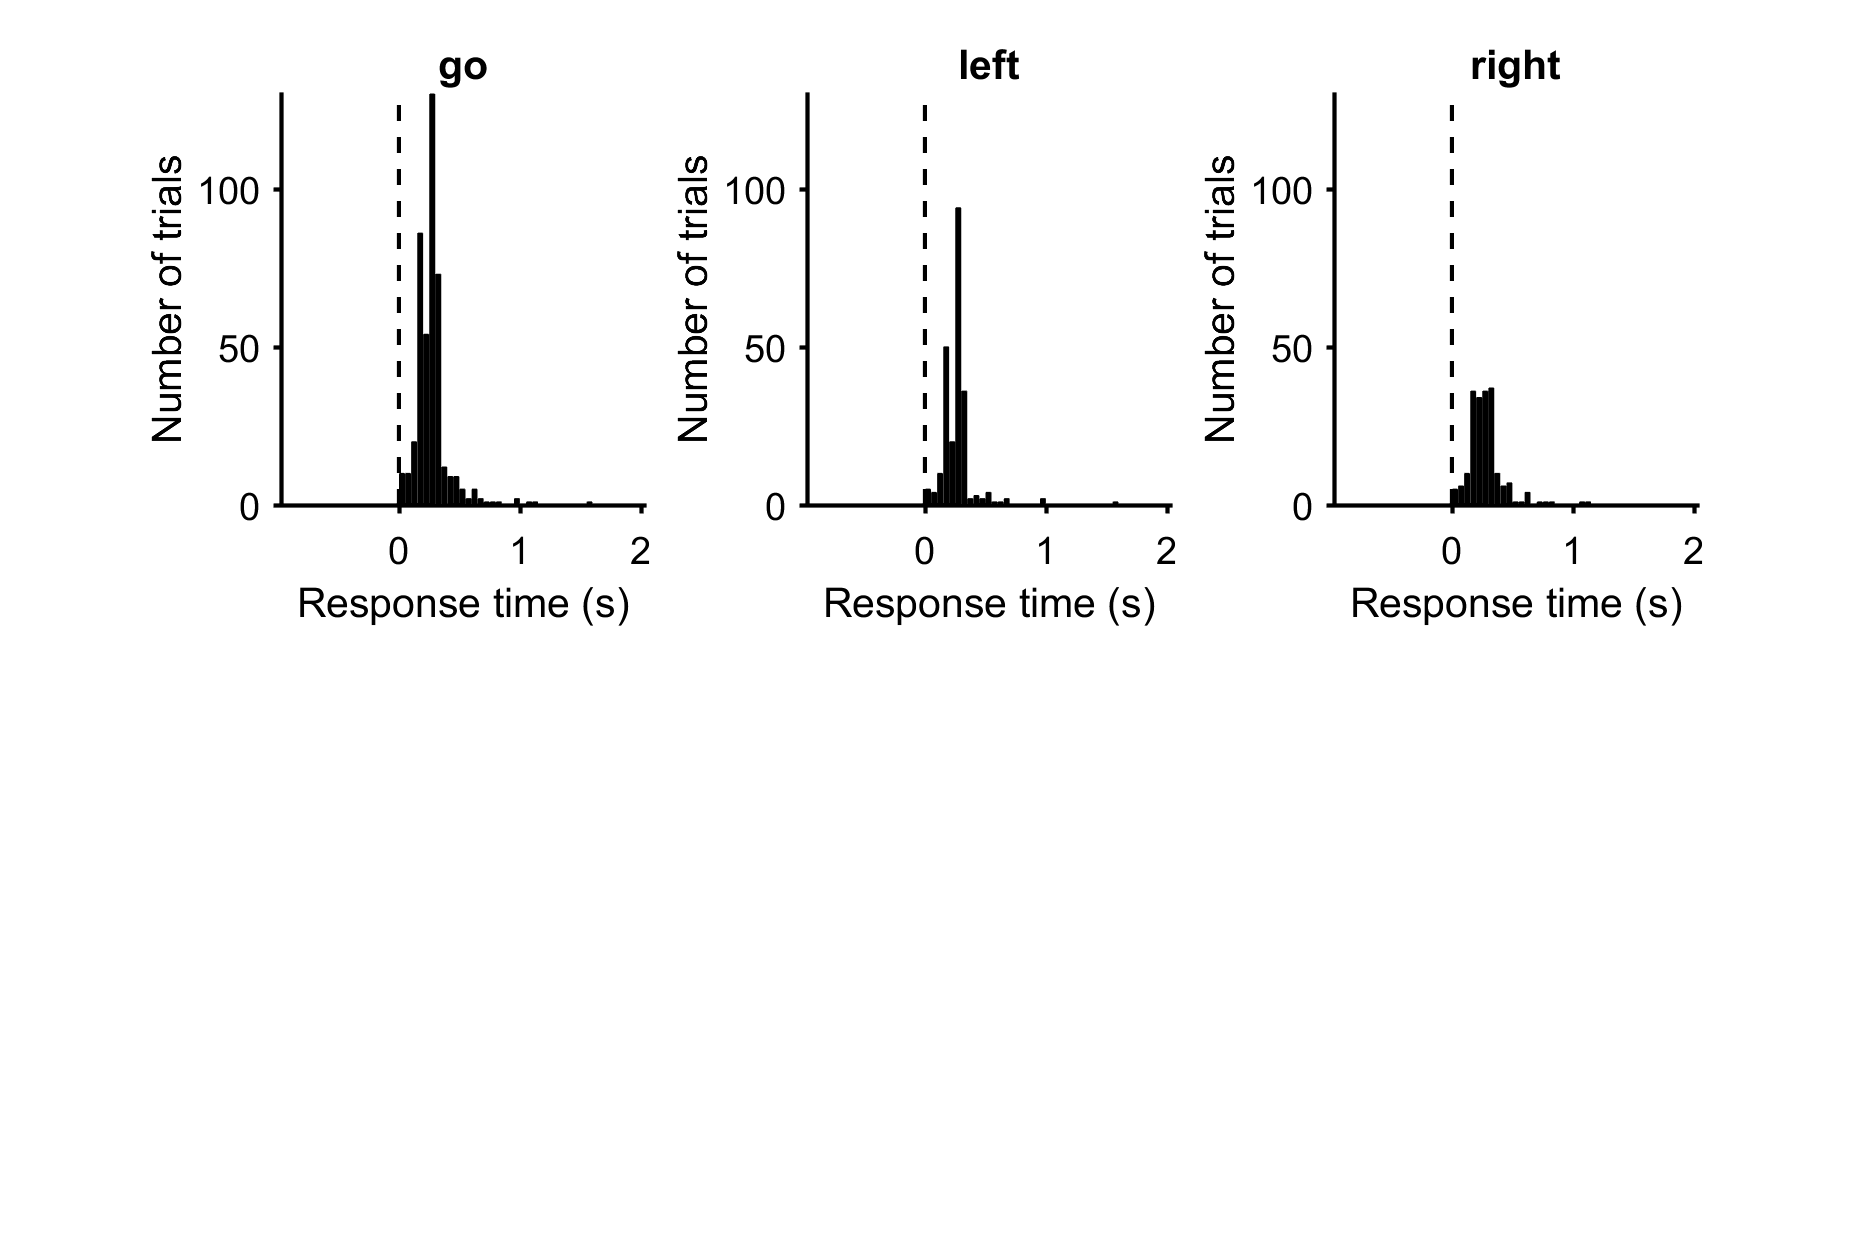 go
Number of trials
100
50
0
0 1 2
Response time (s)
left
Number of trials
100
50
0
0 1 2
Response time (s)
right
Number of trials
100
50
0
0 1 2
Response time (s)